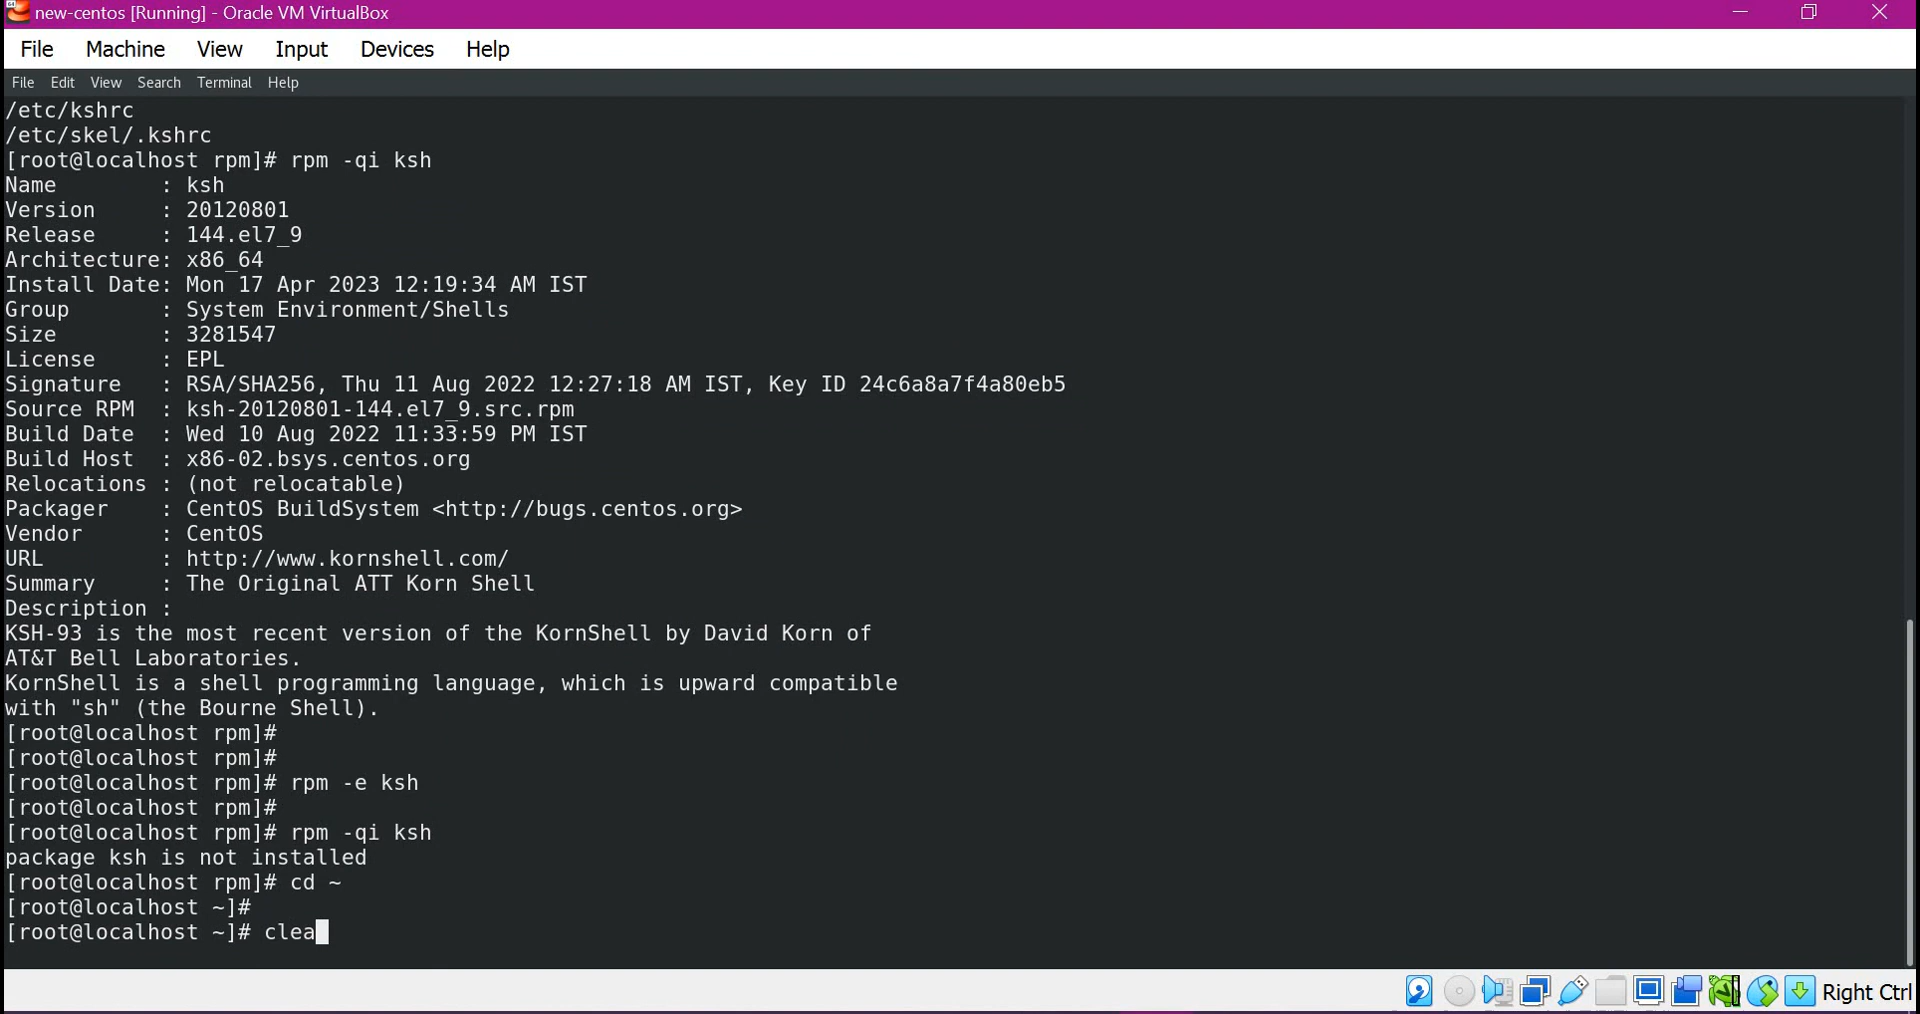 new-centos [Running] - Oracle VM VirtualBox
File Machine View Input Devices Help
File Edit View Search Terminal Help
/etc/kshrc
/etc/skel/.kshrc
[root@localhost rpm]# rpm -qi ksh
Name        : ksh
Version     : 20120801
Release     : 144.el7_9
Architecture: x86_64
Install Date: Mon 17 Apr 2023 12:19:34 AM IST
Group       : System Environment/Shells
Size        : 3281547
License     : EPL
Signature   : RSA/SHA256, Thu 11 Aug 2022 12:27:18 AM IST, Key ID 24c6a8a7f4a80eb5
Source RPM  : ksh-20120801-144.el7_9.src.rpm
Build Date  : Wed 10 Aug 2022 11:33:59 PM IST
Build Host  : x86-02.bsys.centos.org
Relocations : (not relocatable)
Packager    : CentOS BuildSystem <http://bugs.centos.org>
Vendor      : CentOS
URL         : http://www.kornshell.com/
Summary     : The Original ATT Korn Shell
Description :
KSH-93 is the most recent version of the KornShell by David Korn of
AT&T Bell Laboratories.
KornShell is a shell programming language, which is upward compatible
with "sh" (the Bourne Shell).
[root@localhost rpm]#
[root@localhost rpm]#
[root@localhost rpm]# rpm -e ksh
[root@localhost rpm]#
[root@localhost rpm]# rpm -qi ksh
package ksh is not installed
[root@localhost rpm]# cd ~
[root@localhost ~]#
[root@localhost ~]# clea
Right Ctrl